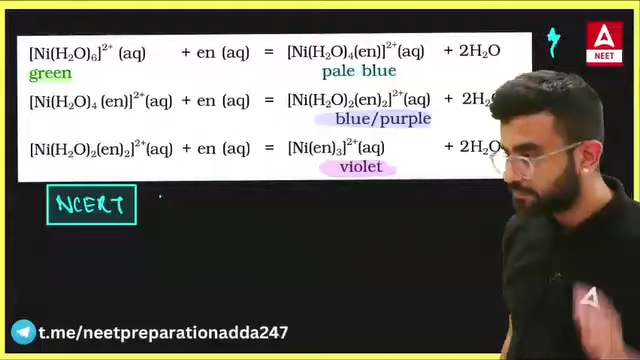 [Ni(H₂O)₆]²⁺ (aq) + en (aq) = [Ni(H₂O)₄(en)]²⁺(aq) + 2H₂O
green pale blue
[Ni(H₂O)₄ (en)]²⁺(aq) + en (aq) = [Ni(H₂O)₂(en)₂]²⁺(aq)
blue/purple
[Ni(H₂O)₂(en)₂]²⁺(aq) + en (aq) = [Ni(en)₃]²⁺(aq) + 2H₂O
violet
NCERT
A
NEET
t.me/neetpreparationadda247